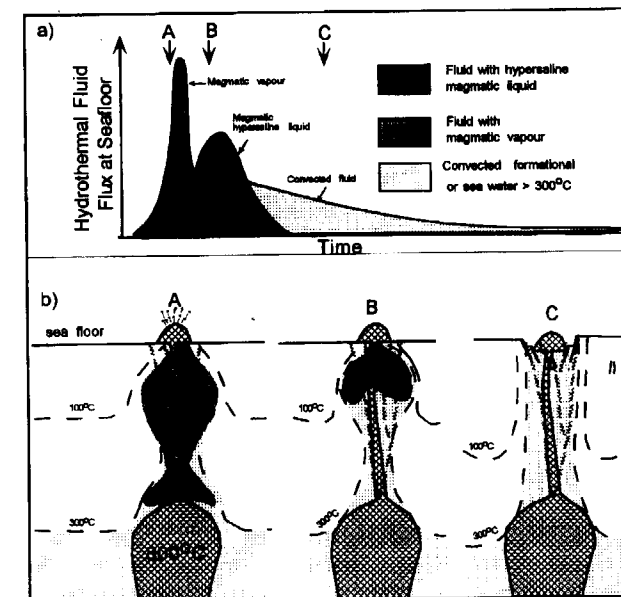 a)
A B C
Hydrothermal Fluid
Flux at Seafloor
Magmatic vapour
Magmatic
hypersaline liquid
Convected fluid
Time
Fluid with hypersaline
magmatic liquid
Fluid with
magmatic vapour
Convected formational
or sea water > 300°C
b)
A B C
sea floor
100°C
300°C
100°C
300°C
100°C
300°C